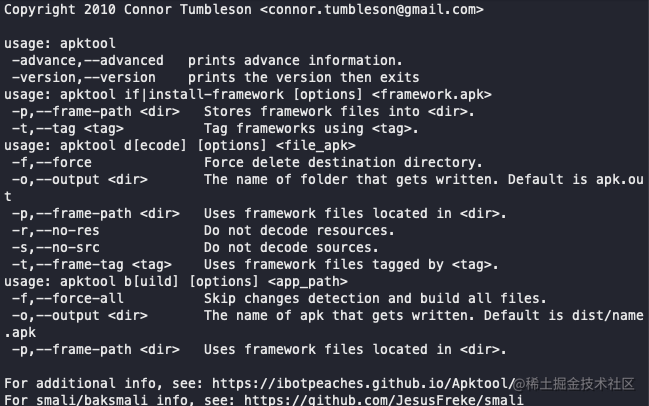 Copyright 2010 Connor Tumbleson <connor.tumbleson@gmail.com>

usage: apktool
 -advance,--advanced   prints advance information.
 -version,--version    prints the version then exits
usage: apktool if|install-framework [options] <framework.apk>
 -p,--frame-path <dir>   Stores framework files into <dir>.
 -t,--tag <tag>          Tag frameworks using <tag>.
usage: apktool d[ecode] [options] <file_apk>
 -f,--force              Force delete destination directory.
 -o,--output <dir>       The name of folder that gets written. Default is apk.ou
t
 -p,--frame-path <dir>   Uses framework files located in <dir>.
 -r,--no-res             Do not decode resources.
 -s,--no-src             Do not decode sources.
 -t,--frame-tag <tag>    Uses framework files tagged by <tag>.
usage: apktool b[uild] [options] <app_path>
 -f,--force-all          Skip changes detection and build all files.
 -o,--output <dir>       The name of apk that gets written. Default is dist/name
.apk
 -p,--frame-path <dir>   Uses framework files located in <dir>.

For additional info, see: https://ibotpeaches.github.io/Apktool/
@稀土掘金技术社区
For smali/baksmali info, see: https://github.com/JesusFreke/smali